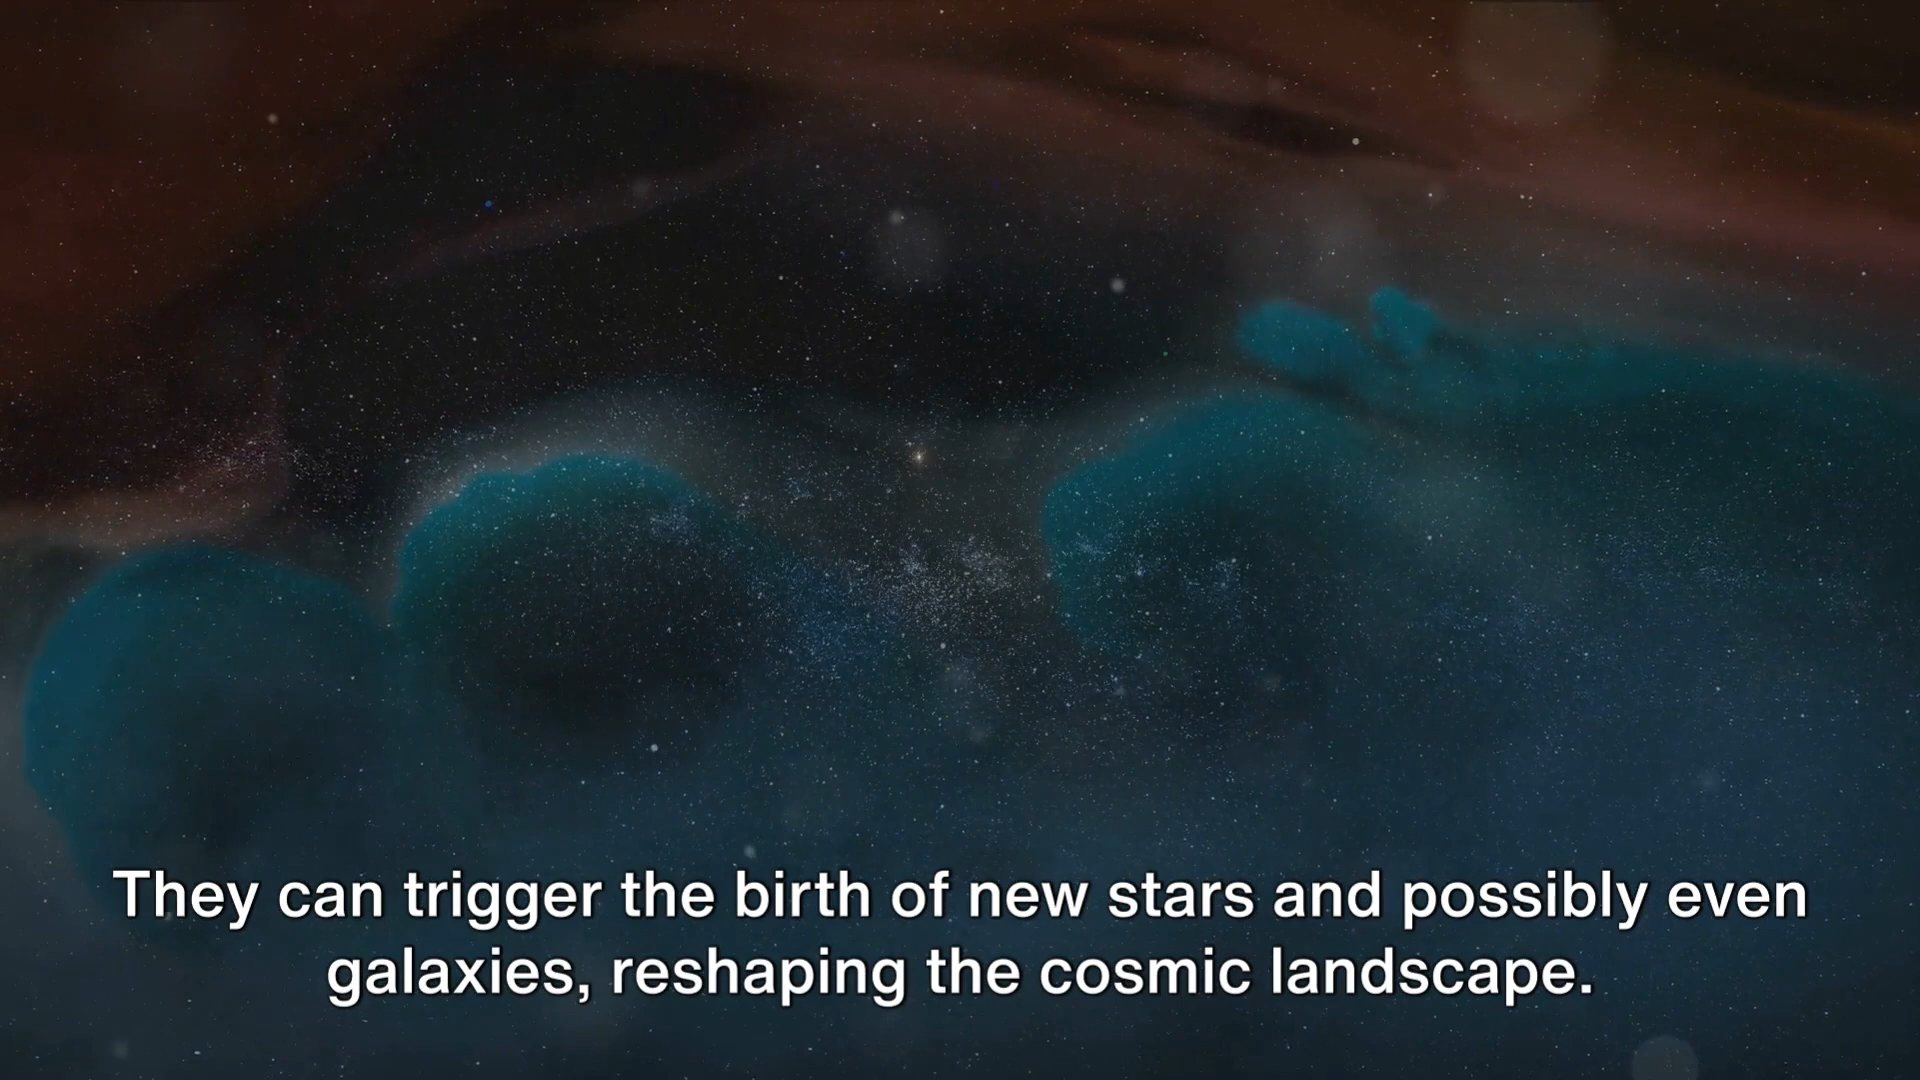 They can trigger the birth of new stars and possibly even
galaxies, reshaping the cosmic landscape.